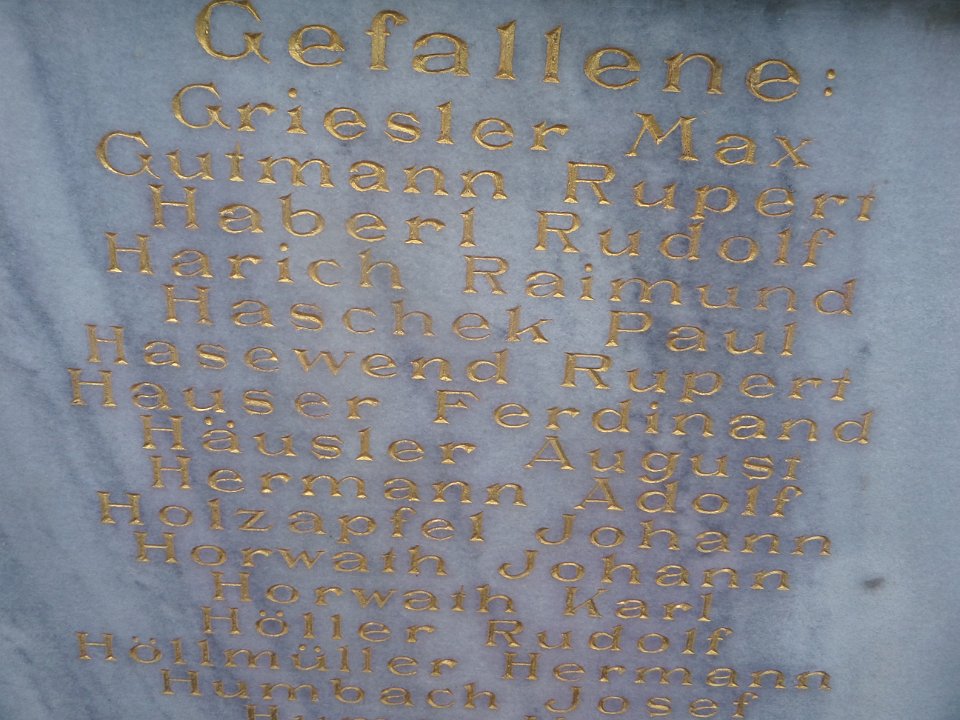 Gefallene:
Griesler Max
Gutmann Rupert
Haberl Rudolf
Harich Raimund
Haschek Paul
Hasewend Rupert
Hauser Ferdinand
Häusler August
Hermann Adolf
Holzapfel Johann
Horwath Johann
Horwath Karl
Höller Rudolf
Höllmüller Hermann
Humbach Josef